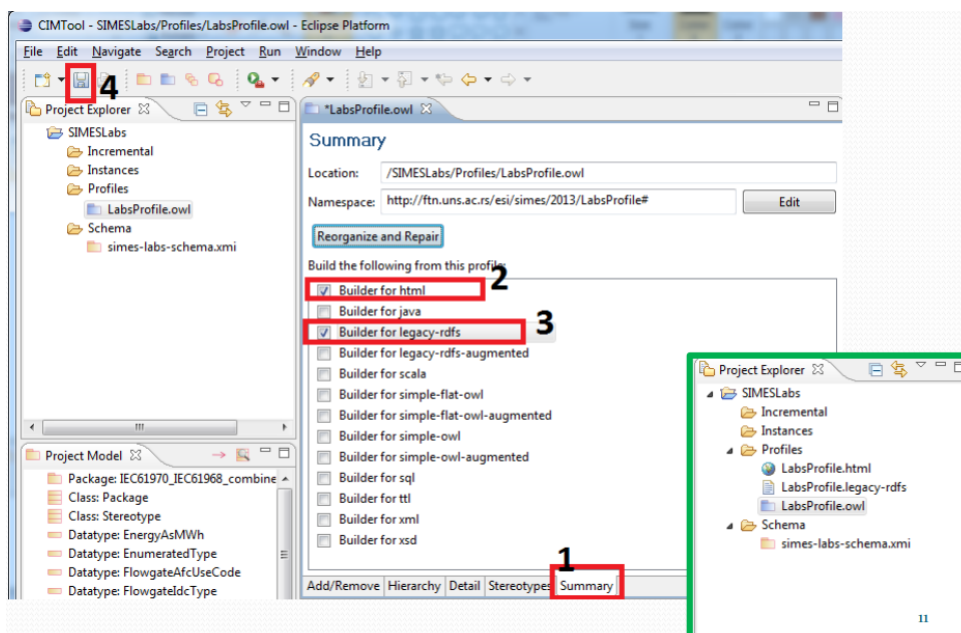 CIMTool - SIMESLabs/Profiles/LabsProfile.owl - Eclipse Platform
File Edit Navigate Search Project Run Window Help
4
Project Explorer
SIMESLabs
Incremental
Instances
Profiles
LabsProfile.owl
Schema
simes-labs-schema.xmi
*LabsProfile.owl
Summary
Location: /SIMESLabs/Profiles/LabsProfile.owl
Namespace: http://ftn.uns.ac.rs/esi/simes/2013/LabsProfile# Edit
Reorganize and Repair
Build the following from this profile:
Builder for html 2
Builder for java
Builder for legacy-rdfs 3
Builder for legacy-rdfs-augmented
Builder for scala
Builder for simple-flat-owl
Builder for simple-flat-owl-augmented
Builder for simple-owl
Builder for simple-owl-augmented
Builder for sql
Builder for ttl
Builder for xml
Builder for xsd
1
Add/Remove Hierarchy Detail Stereotypes Summary
Project Model
Package: IEC61970_IEC61968_combine
Class: Package
Class: Stereotype
Datatype: EnergyAsMWh
Datatype: EnumeratedType
Datatype: FlowgateAfcUseCode
Datatype: FlowgateIdcType
Project Explorer
SIMESLabs
Incremental
Instances
Profiles
LabsProfile.html
LabsProfile.legacy-rdfs
LabsProfile.owl
Schema
simes-labs-schema.xmi
11